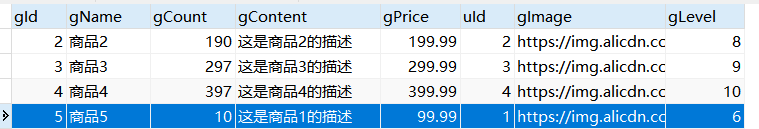 gId gName gCount gContent gPrice uId gImage gLevel
2 商品2 190 这是商品2的描述 199.99 2 https://img.alicdn.cc 8
3 商品3 297 这是商品3的描述 299.99 3 https://img.alicdn.cc 9
4 商品4 397 这是商品4的描述 399.99 4 https://img.alicdn.cc 10
5 商品5 10 这是商品1的描述 99.99 1 https://img.alicdn.cc 6